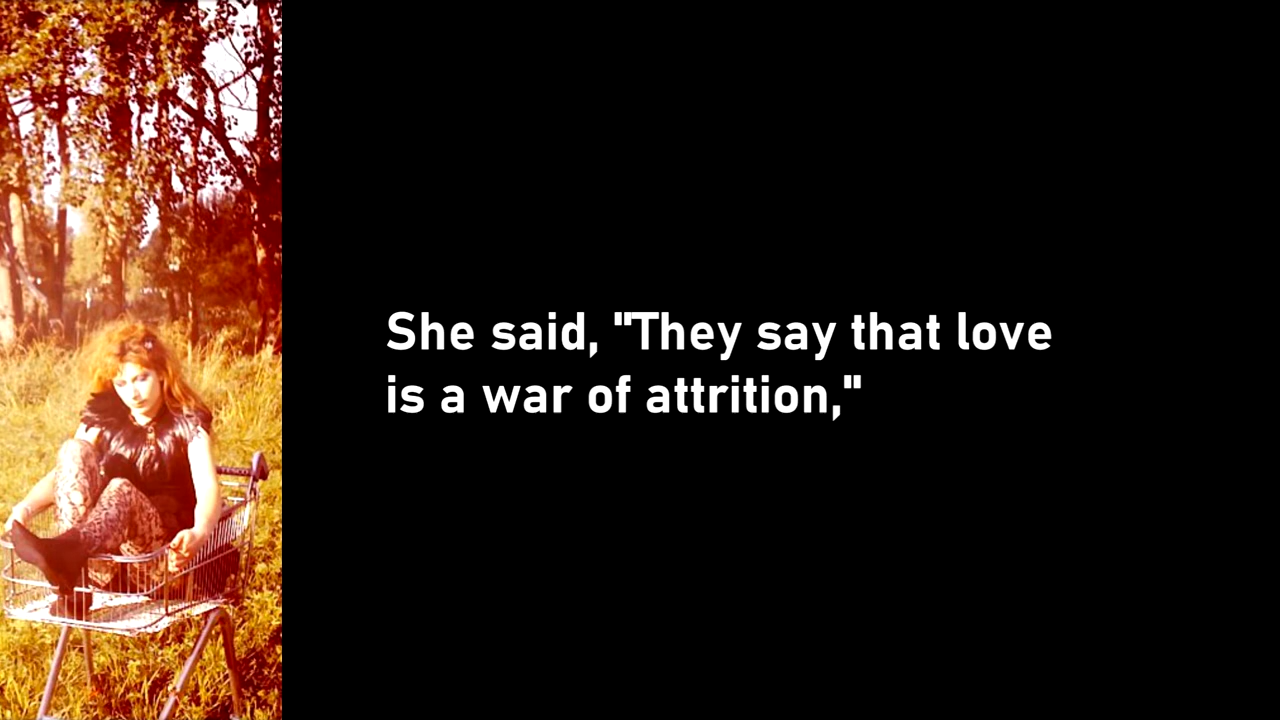 She said, "They say that love
is a war of attrition,"